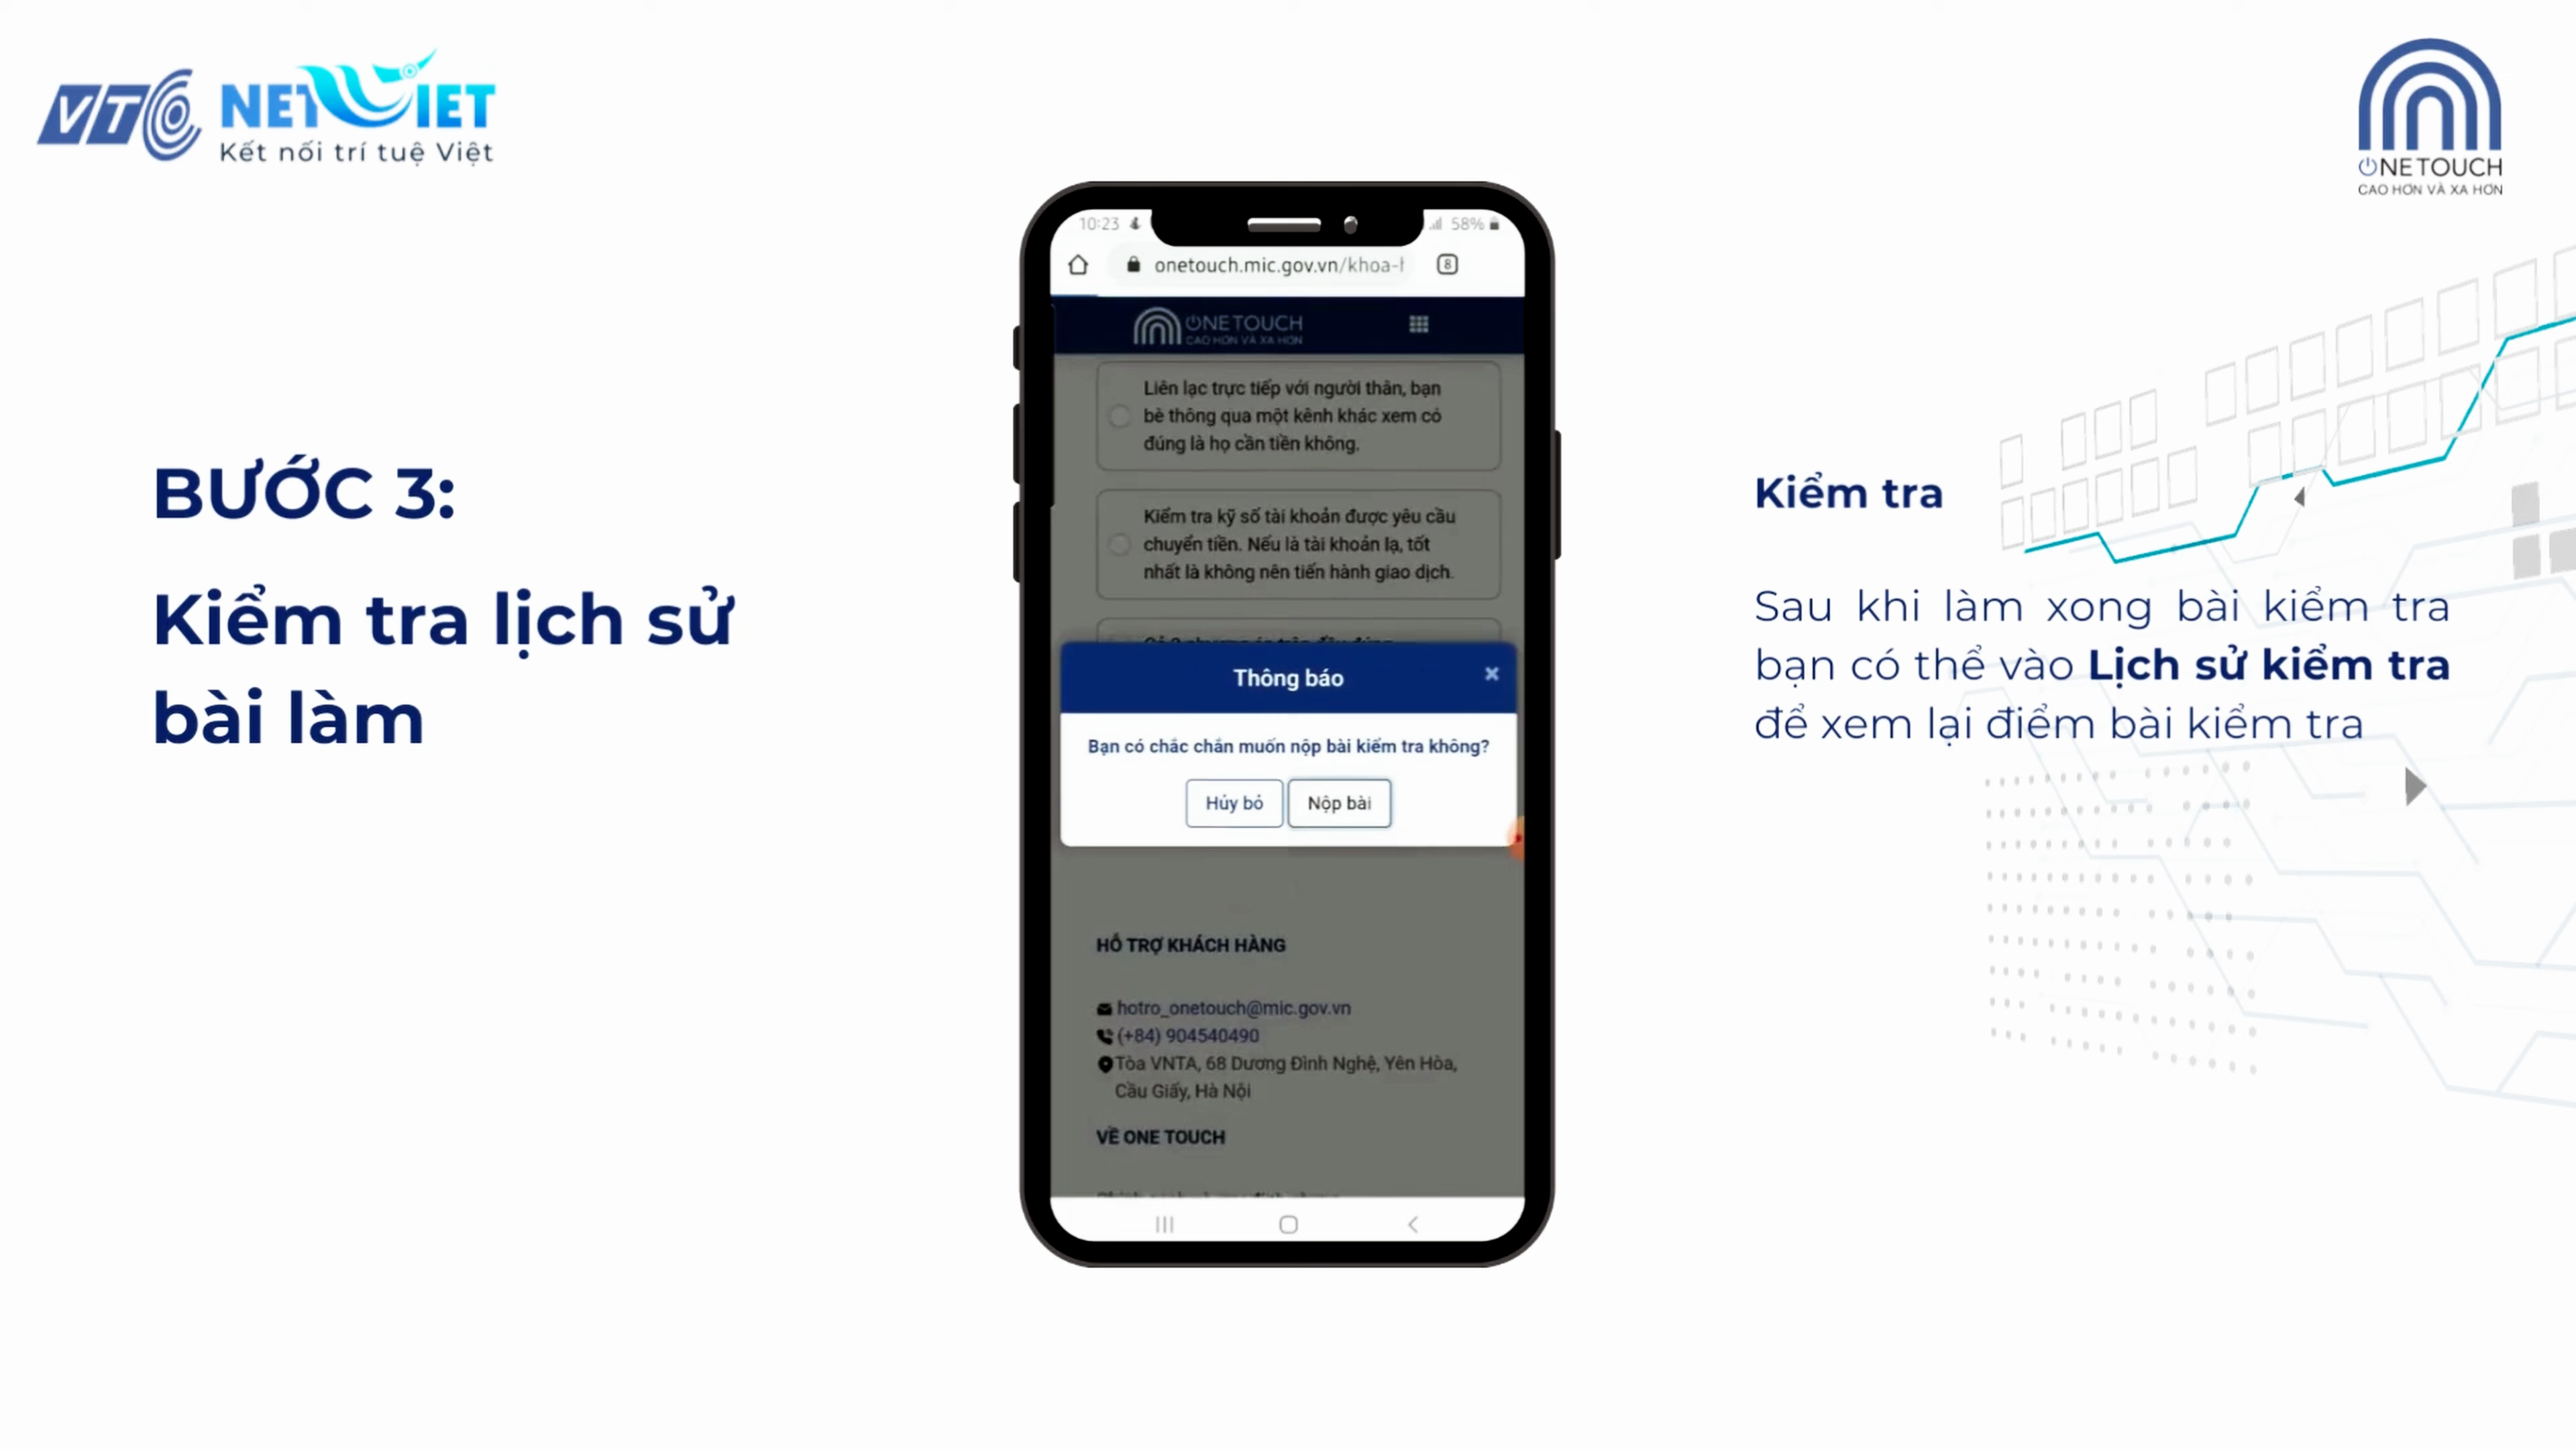 VTC NETVIET
Kết nối trí tuệ Việt
ONETOUCH
CAO HƠN VÀ XA HƠN
BƯỚC 3:
Kiểm tra lịch sử
bài làm
10:23
58%
onetouch.mic.gov.vn/khoa-h
8
ONETOUCH
CAO HƠN VÀ XA HƠN
Liên lạc trực tiếp với người thân, bạn
bè thông qua một kênh khác xem có
đúng là họ cần tiền không.
Kiểm tra kỹ số tài khoản được yêu cầu
chuyển tiền. Nếu là tài khoản lạ, tốt
nhất là không nên tiến hành giao dịch.
Thông báo
Bạn có chắc chắn muốn nộp bài kiểm tra không?
Hủy bỏ
Nộp bài
HỖ TRỢ KHÁCH HÀNG
hotro_onetouch@mic.gov.vn
(+84) 904540490
Tòa VNTA, 68 Dương Đình Nghệ, Yên Hòa,
Cầu Giấy, Hà Nội
VỀ ONE TOUCH
Kiểm tra
Sau khi làm xong bài kiểm tra
bạn có thể vào Lịch sử kiểm tra
để xem lại điểm bài kiểm tra